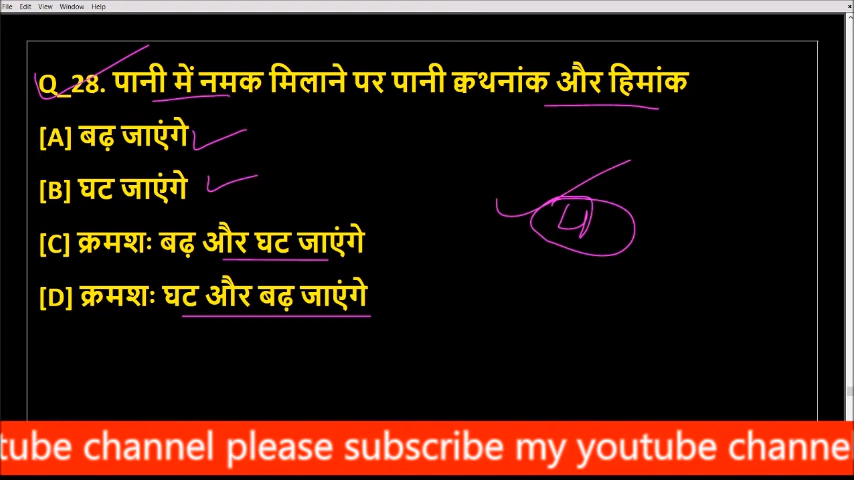 File Edit View Window Help
Q_28. पानी में नमक मिलाने पर पानी क्वथनांक और हिमांक
[A] बढ़ जाएंगे
[B] घट जाएंगे
[C] क्रमशः बढ़ और घट जाएंगे
[D] क्रमशः घट और बढ़ जाएंगे
tube channel please subscribe my youtube channel